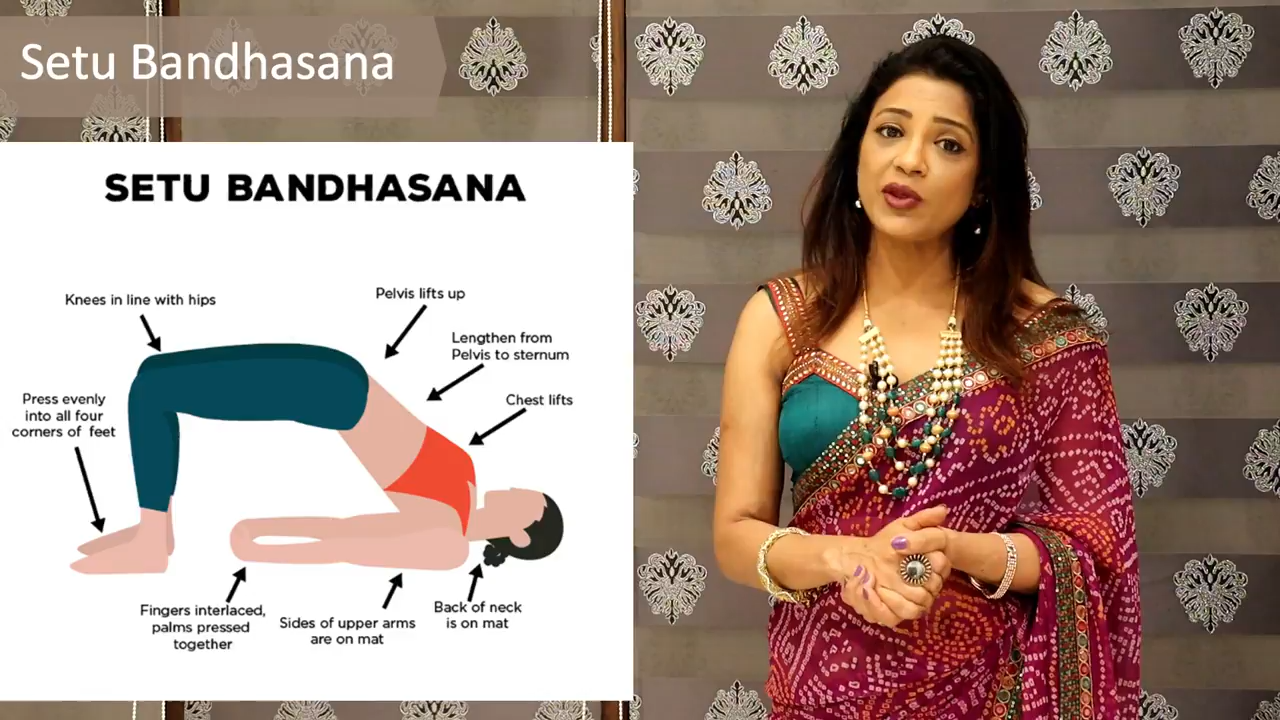 Setu Bandhasana
SETU BANDHASANA
Knees in line with hips
Pelvis lifts up
Lengthen from
Pelvis to sternum
Chest lifts
Press evenly
into all four
corners of feet
Fingers interlaced,
palms pressed
together
Sides of upper arms
are on mat
Back of neck
is on mat